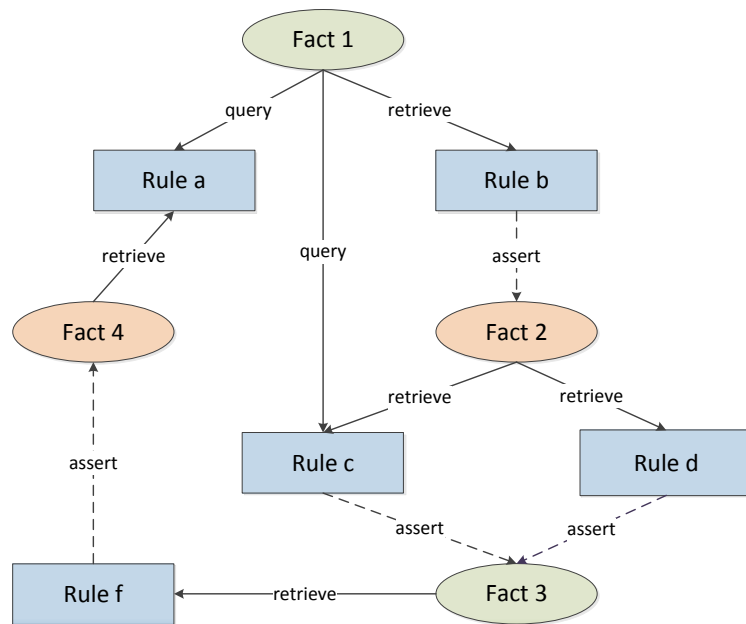 Fact 1
query
retrieve
Rule a
Rule b
retrieve
query
assert
Fact 4
Fact 2
retrieve
retrieve
assert
Rule c
Rule d
assert
assert
Rule f
retrieve
Fact 3